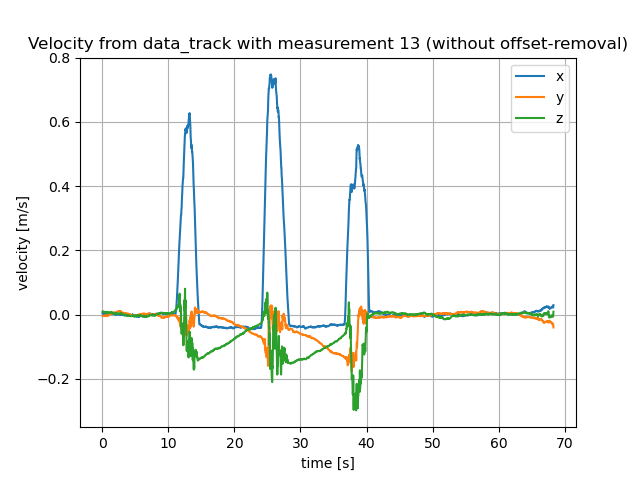 Velocity from data_track with measurement 13 (without offset-removal)
0.8
0.6
0.4
0.2
0.0
−0.2
velocity [m/s]
x
y
z
0 10 20 30 40 50 60 70
time [s]